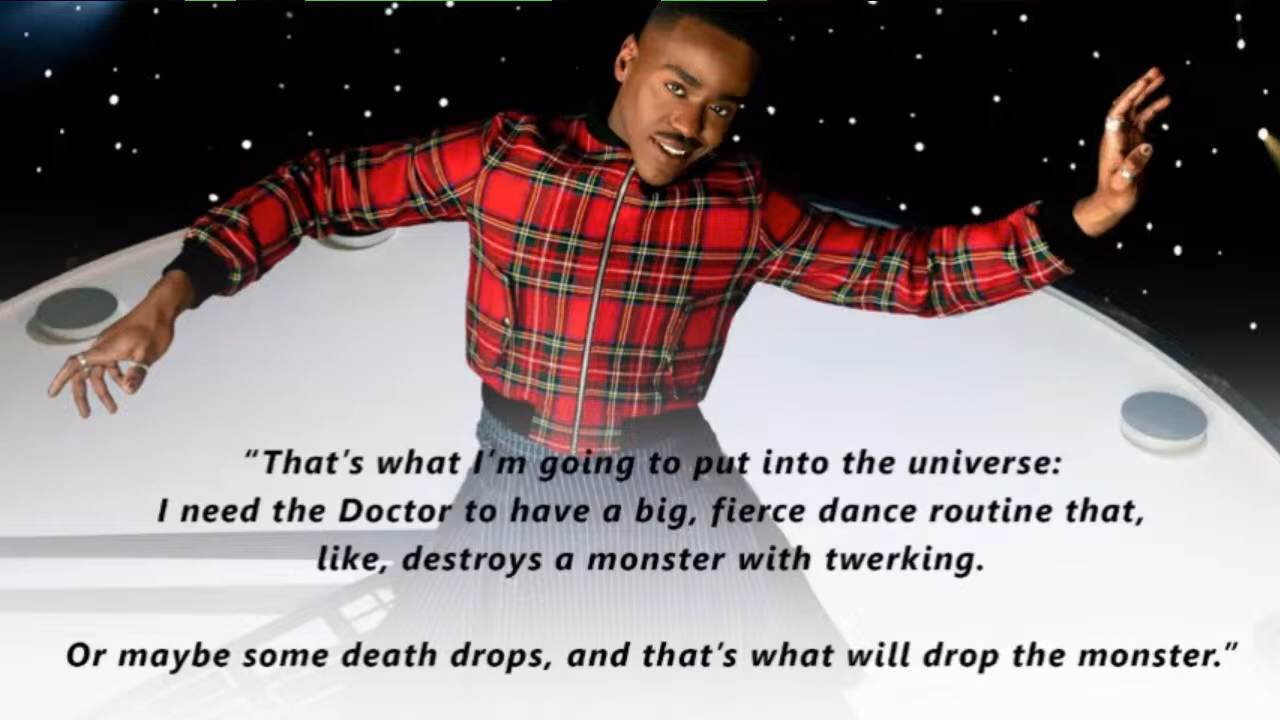 “That’s what I’m going to put into the universe:
I need the Doctor to have a big, fierce dance routine that,
like, destroys a monster with twerking.
Or maybe some death drops, and that’s what will drop the monster.”